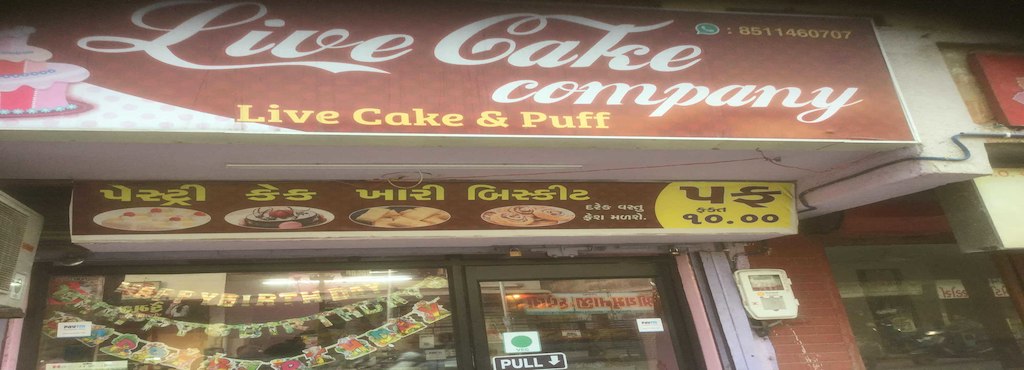 Live Cake
company
: 8511460707
Live Cake & Puff
પેસ્ટ્રી કેક ખારી બિસ્કીટ
દરેક વસ્તુ
ફ્રેશ મળશે.
પફ
ફક્ત
૧૦.૦૦
PULL